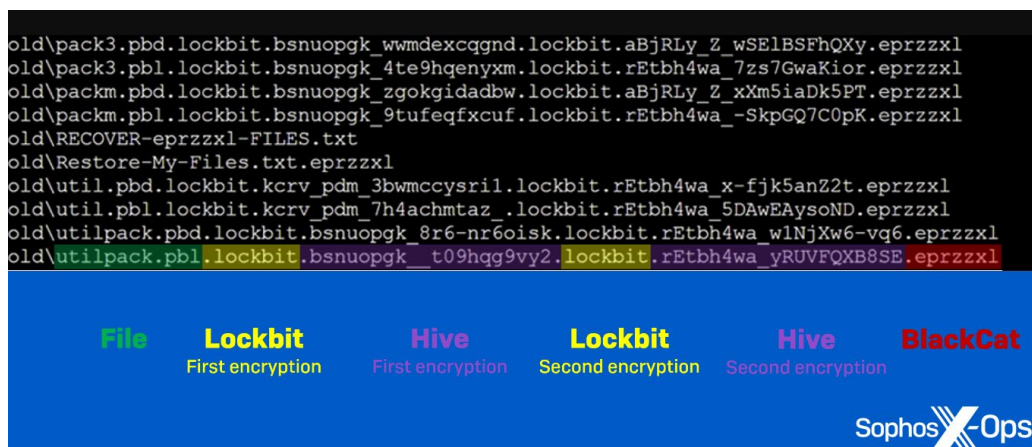 old\pack3.pbd.lockbit.bsnuopgk_wwmdexcqgnd.lockbit.aBjRLy_Z_wSElBSFhQXy.eprzzxl
old\pack3.pbl.lockbit.bsnuopgk_4te9hqenyxm.lockbit.rEtbh4wa_7zs7GwaKior.eprzzxl
old\packm.pbd.lockbit.bsnuopgk_zgokgidadbw.lockbit.aBjRLy_Z_xXm5iaDk5PT.eprzzxl
old\packm.pbl.lockbit.bsnuopgk_9tufeqfxcuf.lockbit.rEtbh4wa_-SkpGQ7C0pK.eprzzxl
old\RECOVER-eprzzxl-FILES.txt
old\Restore-My-Files.txt.eprzzxl
old\util.pbd.lockbit.kcrv_pdm_3bwmccysri1.lockbit.rEtbh4wa_x-fjk5anZ2t.eprzzxl
old\util.pbl.lockbit.kcrv_pdm_7h4achmtaz_.lockbit.rEtbh4wa_5DAwEAysoND.eprzzxl
old\utilpack.pbd.lockbit.bsnuopgk_8r6-nr6oisk.lockbit.rEtbh4wa_w1NjXw6-vq6.eprzzxl
old\utilpack.pbl.lockbit.bsnuopgk__t09hqg9vy2.lockbit.rEtbh4wa_yRUVFQXB8SE.eprzzxl
File Lockbit Hive Lockbit Hive BlackCat
First encryption First encryption Second encryption Second encryption
Sophos X-Ops